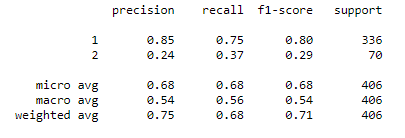 precision recall f1-score support
1 0.85 0.75 0.80 336
2 0.24 0.37 0.29 70
micro avg 0.68 0.68 0.68 406
macro avg 0.54 0.56 0.54 406
weighted avg 0.75 0.68 0.71 406